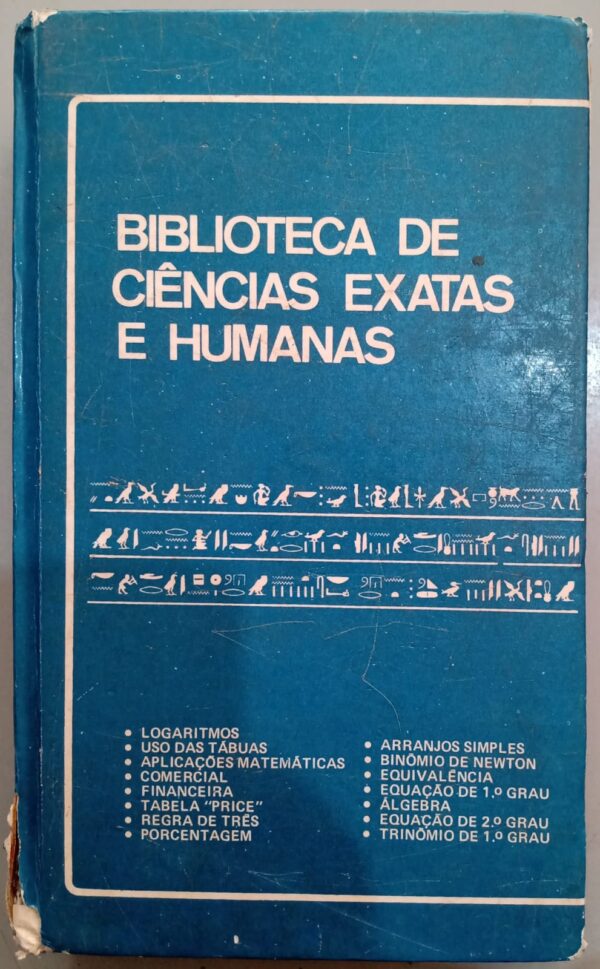 BIBLIOTECA DE
CIÊNCIAS EXATAS
E HUMANAS
• LOGARITMOS
• USO DAS TÁBUAS
• APLICAÇÕES MATEMÁTICAS
• COMERCIAL
• FINANCEIRA
• TABELA "PRICE"
• REGRA DE TRÊS
• PORCENTAGEM
• ARRANJOS SIMPLES
• BINÔMIO DE NEWTON
• EQUIVALÊNCIA
• EQUAÇÃO DE 1.º GRAU
• ÁLGEBRA
• EQUAÇÃO DE 2.º GRAU
• TRINÔMIO DE 1.º GRAU